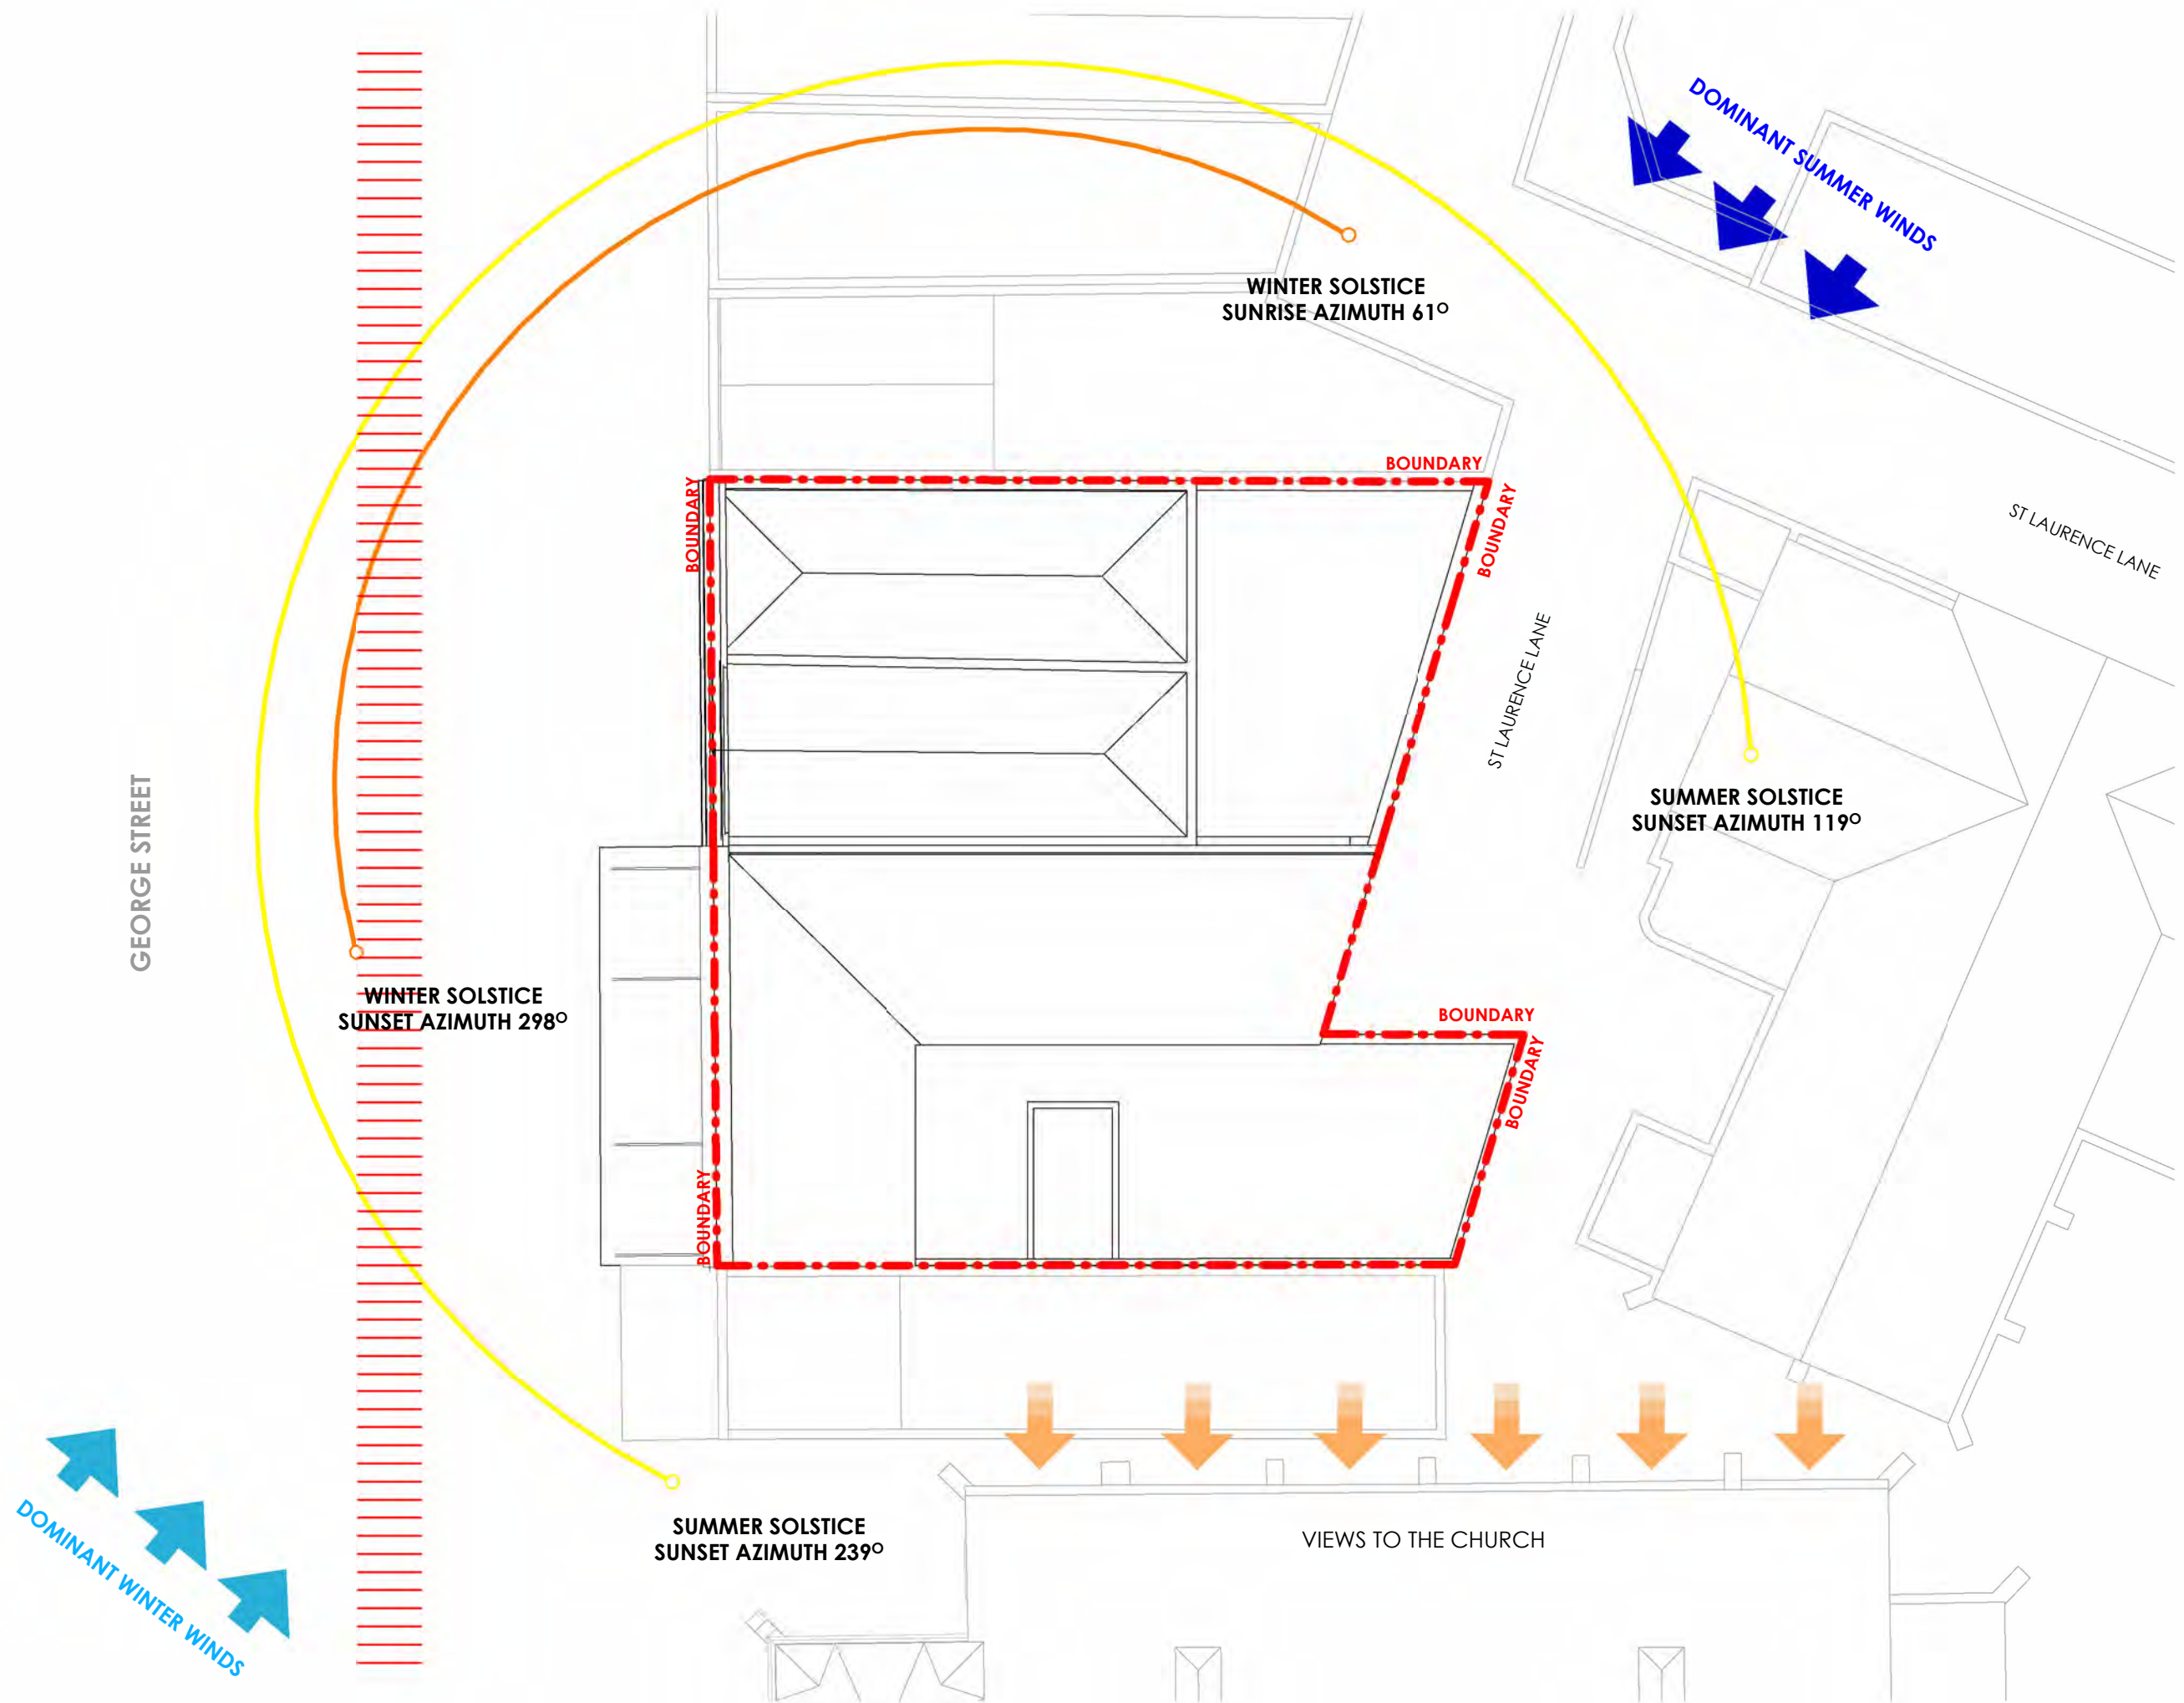 DOMINANT SUMMER WINDS
WINTER SOLSTICE
SUNRISE AZIMUTH 61°
BOUNDARY
BOUNDARY
BOUNDARY
ST LAURENCE LANE
ST LAURENCE LANE
SUMMER SOLSTICE
SUNSET AZIMUTH 119°
GEORGE STREET
WINTER SOLSTICE
SUNSET AZIMUTH 298°
BOUNDARY
BOUNDARY
BOUNDARY
DOMINANT WINTER WINDS
SUMMER SOLSTICE
SUNSET AZIMUTH 239°
VIEWS TO THE CHURCH